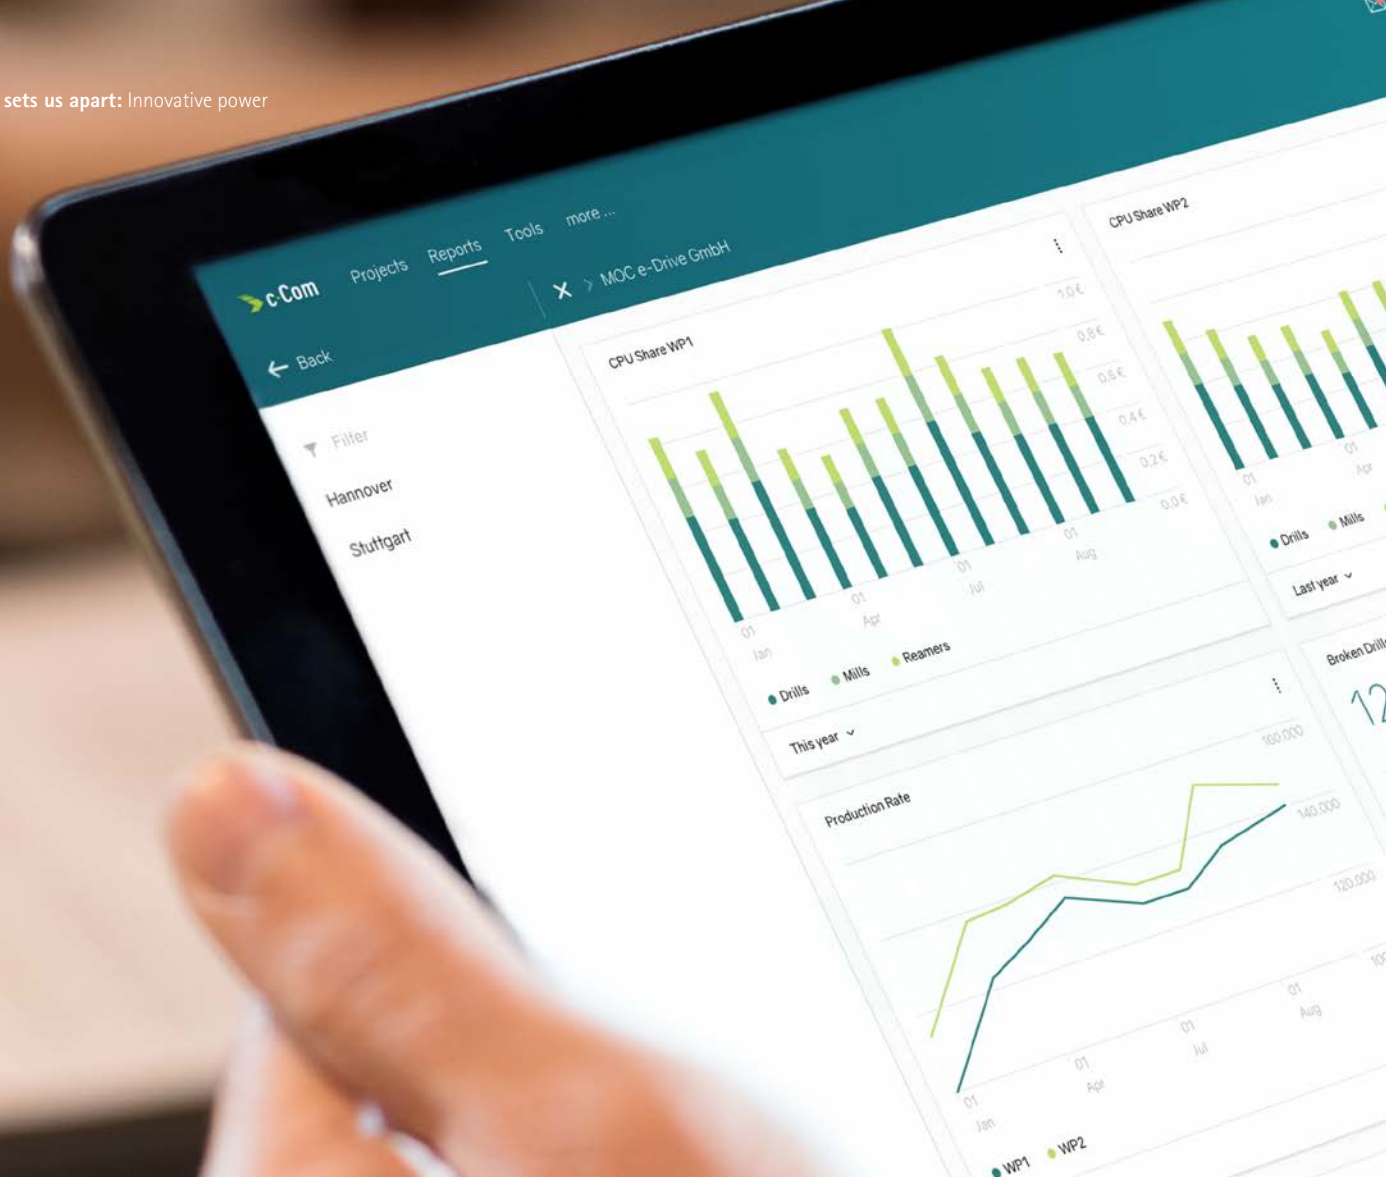 sets us apart: Innovative power
c-Com
Projects
Reports
Tools
more ...
← Back
X > MOC e-Drive GmbH
Filter
Hannover
Stuttgart
CPU Share WP1
1,0 €
0,8 €
0,6 €
0,4 €
0,2 €
0,0 €
01
Jan
01
Apr
01
Jul
01
Aug
Drills
Mills
Reamers
This year
CPU Share WP2
01
Jan
01
Apr
Drills
Mills
Last year
Production Rate
160.000
140.000
120.000
01
Jan
01
Apr
01
Jul
01
Aug
WP1
WP2
Broken Drills